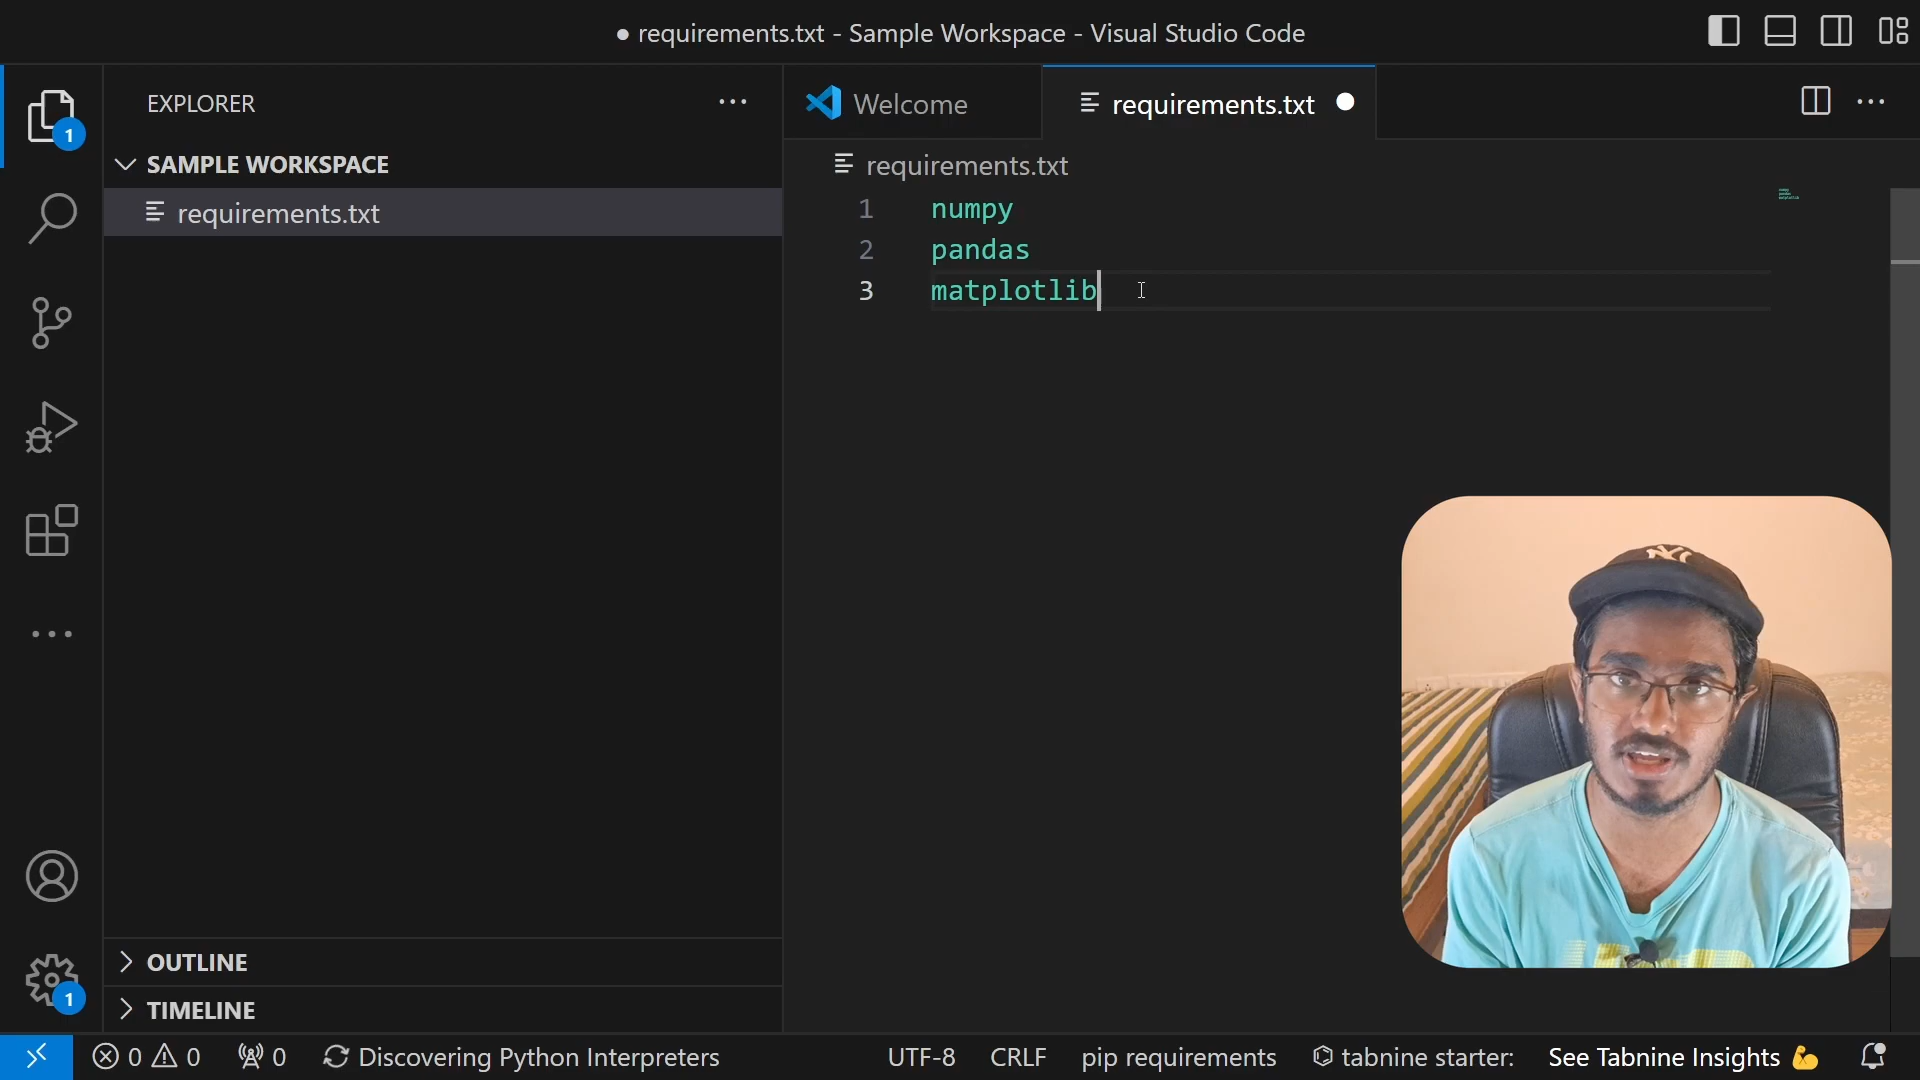 ● requirements.txt - Sample Workspace - Visual Studio Code
EXPLORER
1
SAMPLE WORKSPACE
requirements.txt
Welcome
requirements.txt
requirements.txt
1 numpy
2 pandas
3 matplotlib
OUTLINE
TIMELINE
1
0 0 0 Discovering Python Interpreters UTF-8 CRLF pip requirements tabnine starter: See Tabnine Insights 💪